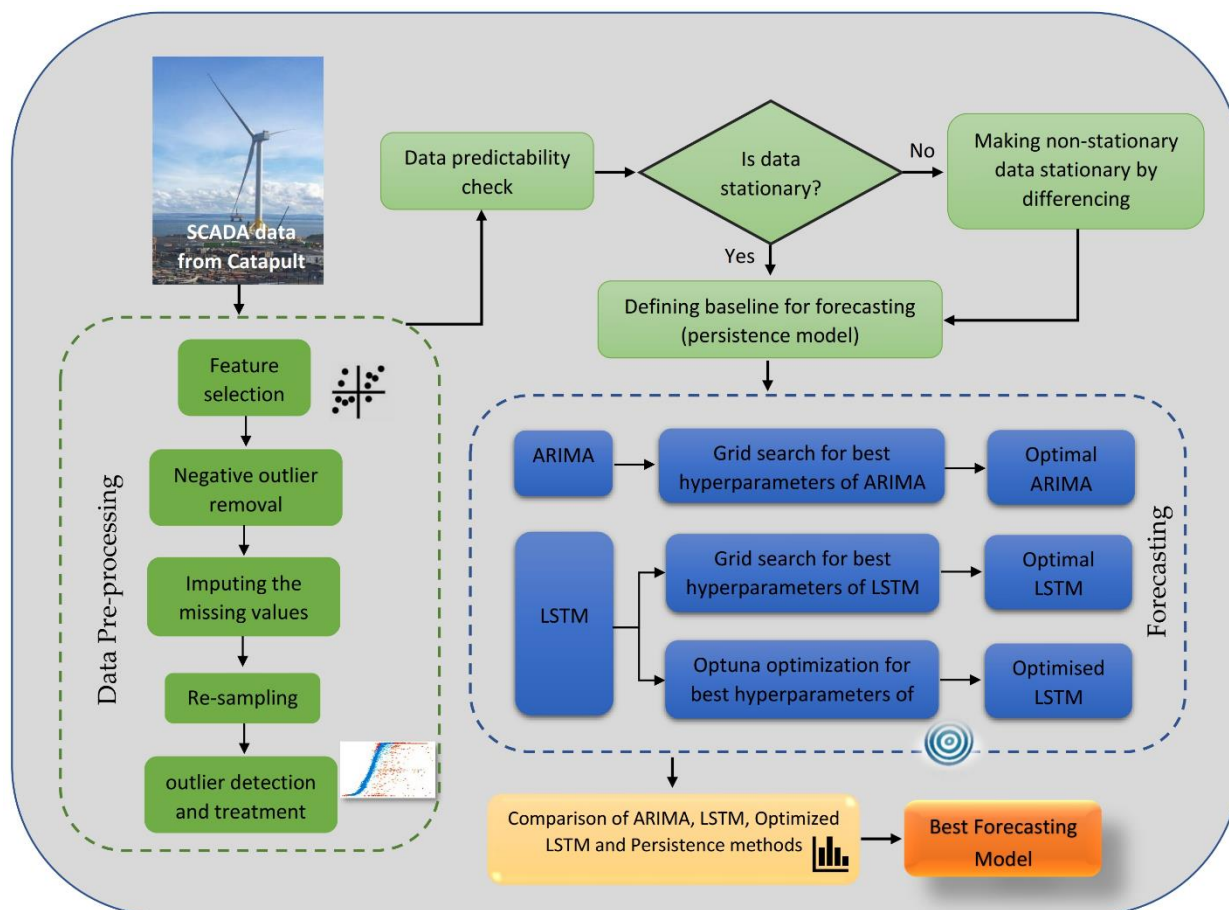 SCADA data
from Catapult
Data Pre-processing
Feature
selection
Negative outlier
removal
Imputing the
missing values
Re-sampling
outlier detection
and treatment
Data predictability
check
Is data
stationary?
No
Making non-stationary
data stationary by
differencing
Yes
Defining baseline for forecasting
(persistence model)
ARIMA
Grid search for best
hyperparameters of ARIMA
Optimal
ARIMA
LSTM
Grid search for best
hyperparameters of LSTM
Optimal
LSTM
Optuna optimization for
best hyperparameters of
Optimised
LSTM
Forecasting
Comparison of ARIMA, LSTM, Optimized
LSTM and Persistence methods
Best Forecasting
Model